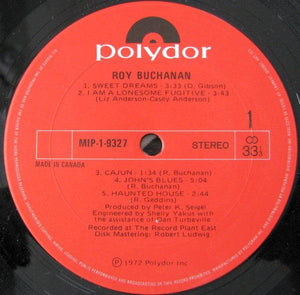 polydor
ROY BUCHANAN
1. SWEET DREAMS - 3:33 (D. Gibson)
2. I AM A LONESOME FUGITIVE - 3:43
(Liz Anderson-Casey Anderson)
1
MIP-1-9327
STEREO
33⅓
MADE IN CANADA
3. CAJUN - 1:34 (R. Buchanan)
4. JOHN'S BLUES - 5:04
(R. Buchanan)
5. HAUNTED HOUSE - 2:44
(R. Geddins)
Produced by Peter K. Seigel
Engineered by Shelly Yakus with
the assistance of Dan Turbeville
Recorded at The Record Plant East
Disk Mastering: Robert Ludwig
Ⓟ 1972 Polydor Inc